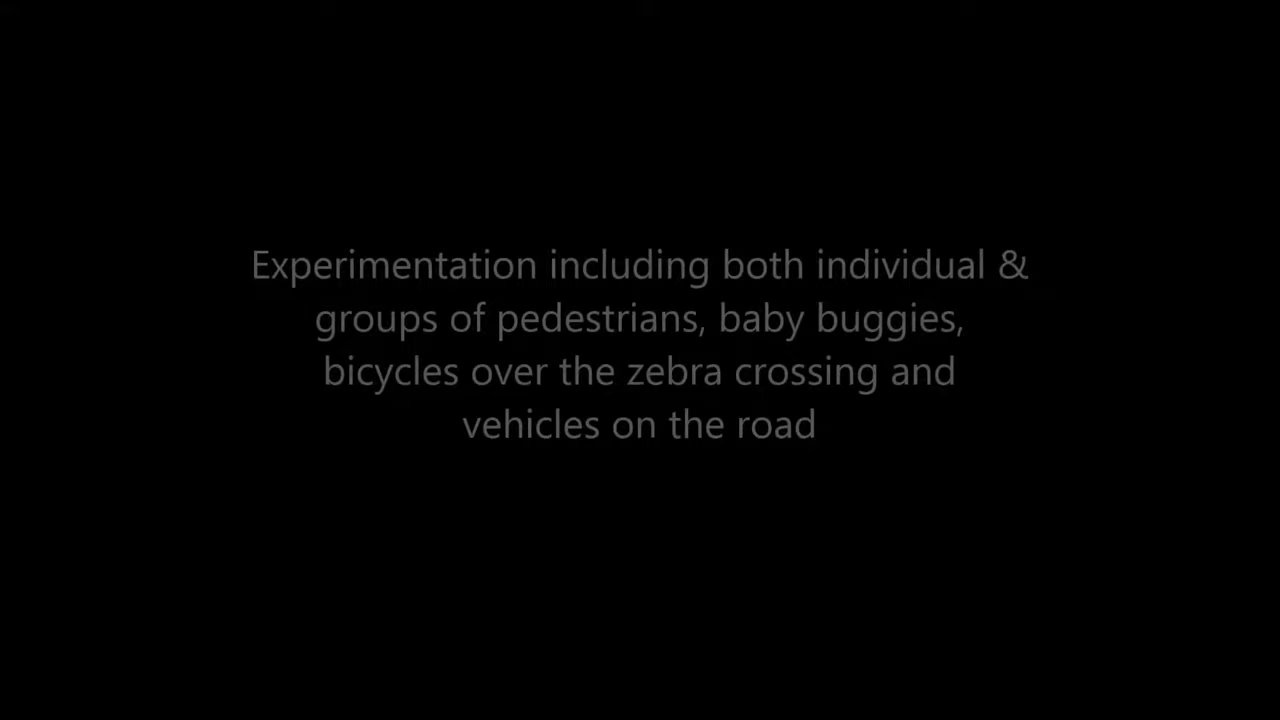 Experimentation including both individual &
groups of pedestrians, baby buggies,
bicycles over the zebra crossing and
vehicles on the road